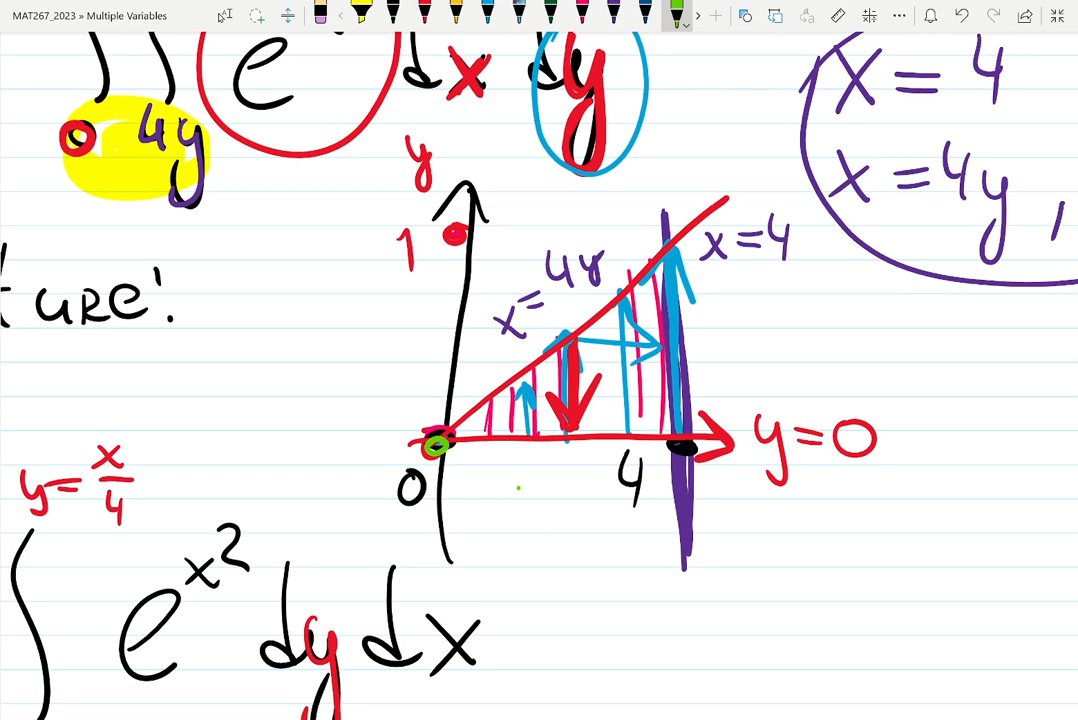 MAT267_2023 » Multiple Variables
∫ ∫ e dx dy
0 4y
x = 4
x = 4y,
y
1
x = 4
x = 4y
URE!
y = 0
y = x/4
0 4
∫ e^x² dy dx